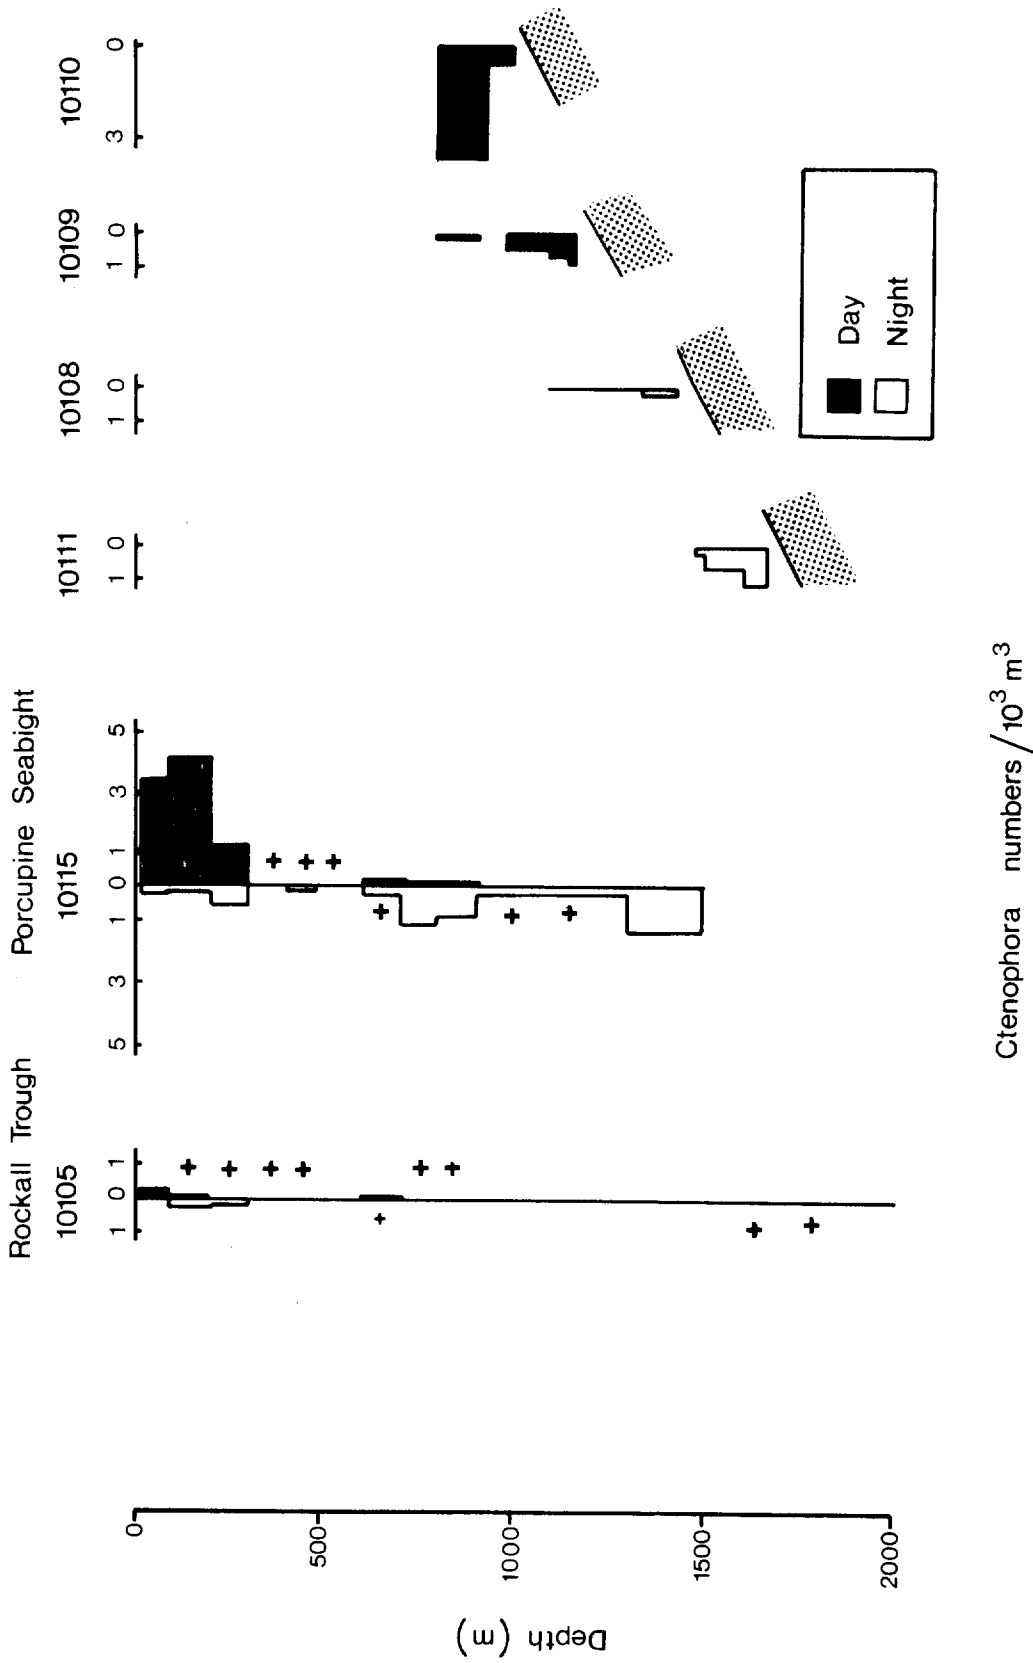 Rockall Trough
Porcupine Seabight
10105
10115
10111
10108
10109
10110
1 0 1
5 3 1 0 1 3 5
1 0
1 0
1 0
3 0
0
500
1000
1500
2000
Depth (m)
Day
Night
Ctenophora numbers / 10³ m³